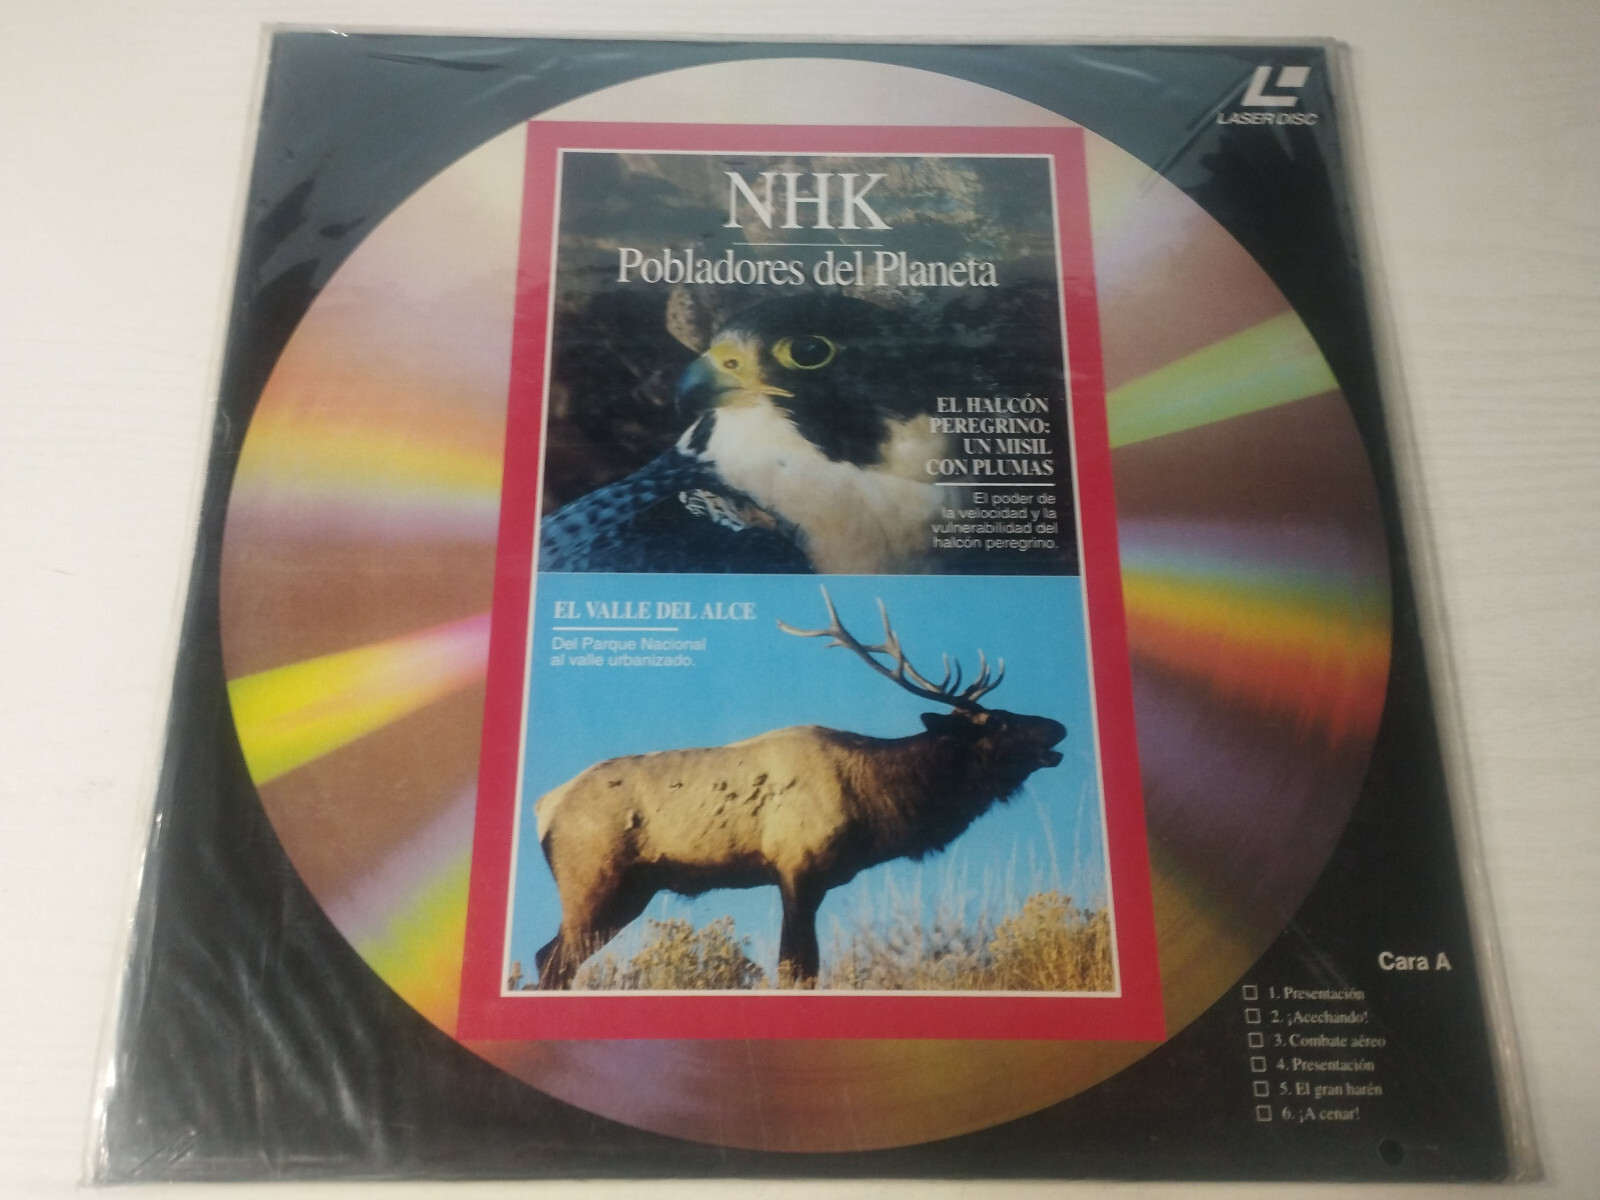 LASER DISC
NHK
Pobladores del Planeta
EL HALCÓN
PEREGRINO:
UN MISIL
CON PLUMAS
El poder de
la velocidad y la
vulnerabilidad del
halcón peregrino.
EL VALLE DEL ALCE
Del Parque Nacional
al valle urbanizado.
Cara A
1. Presentación
2. ¡Acechando!
3. Combate aéreo
4. Presentación
5. El gran harén
6. ¡A cenar!